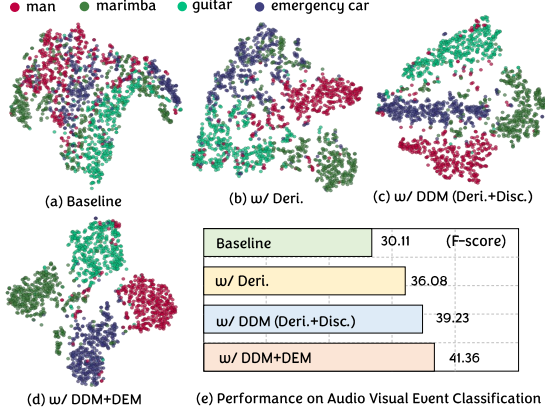 man marimba guitar emergency car
(a) Baseline
(b) w/ Deri.
(c) w/ DDM (Deri.+Disc.)
(d) w/ DDM+DEM
Baseline 30.11 (F-score)
w/ Deri. 36.08
w/ DDM (Deri.+Disc.) 39.23
w/ DDM+DEM 41.36
(e) Performance on Audio Visual Event Classification